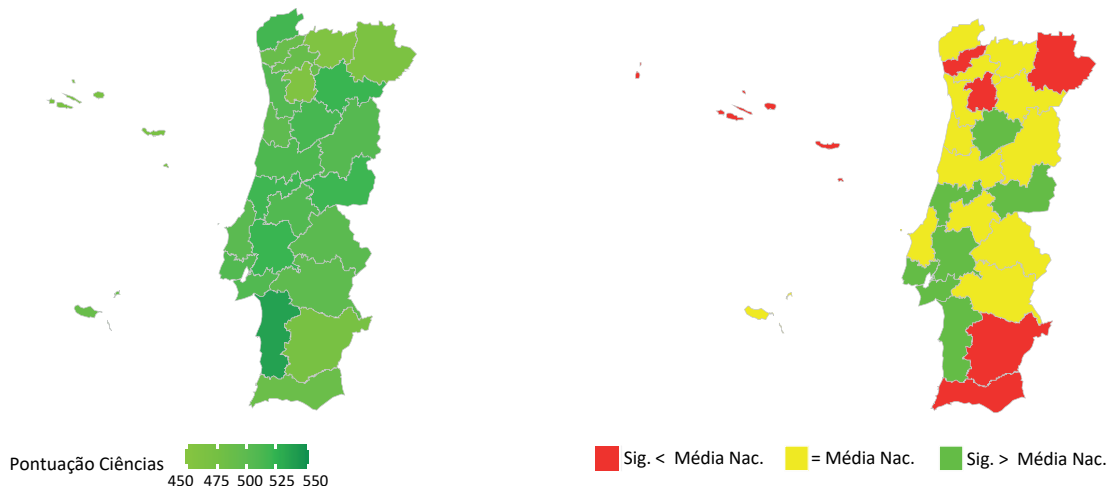 Pontuação Ciências
450 475 500 525 550
Sig. < Média Nac.
= Média Nac.
Sig. > Média Nac.